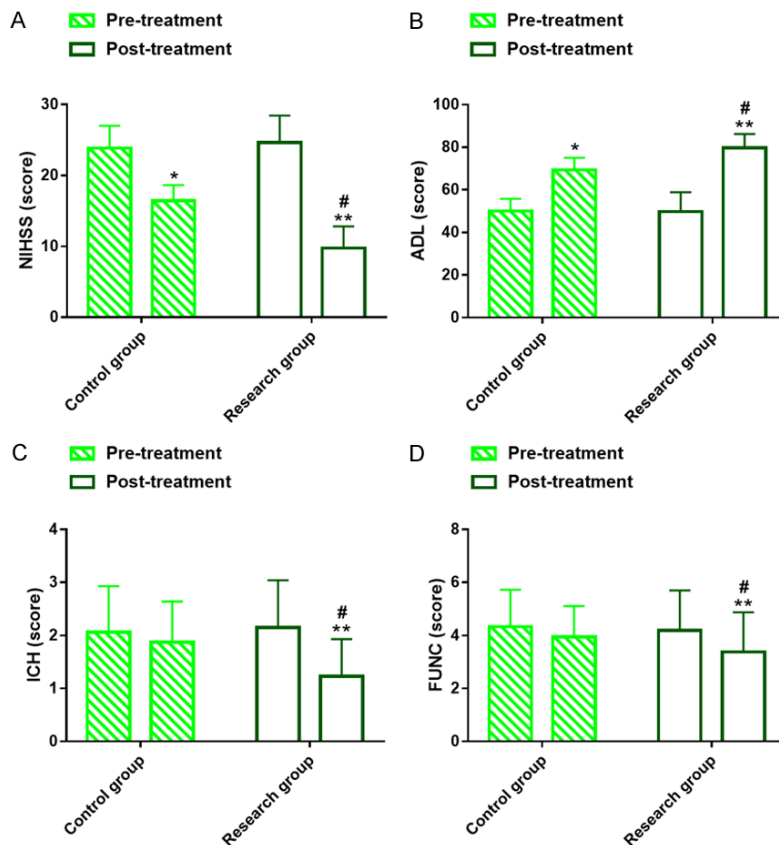 A
Pre-treatment
Post-treatment
30
20
10
0
NIHSS (score)
*
#
**
Control group
Research group
B
Pre-treatment
Post-treatment
100
80
60
40
20
0
ADL (score)
*
#
**
Control group
Research group
C
Pre-treatment
Post-treatment
4
3
2
1
0
ICH (score)
#
**
Control group
Research group
D
Pre-treatment
Post-treatment
8
6
4
2
0
FUNC (score)
#
**
Control group
Research group